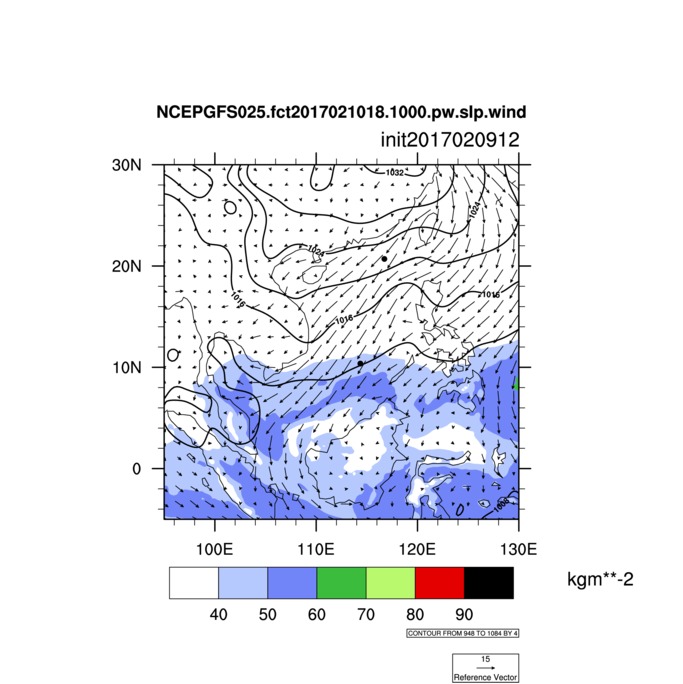 NCEPGFS025.fct2017021018.1000.pw.slp.wind
init2017020912
30N
1032
1024
20N
1024
1016
1016
1016
10N
0
1008
100E 110E 120E 130E
kgm**-2
40 50 60 70 80 90
CONTOUR FROM 948 TO 1084 BY 4
15
Reference Vector